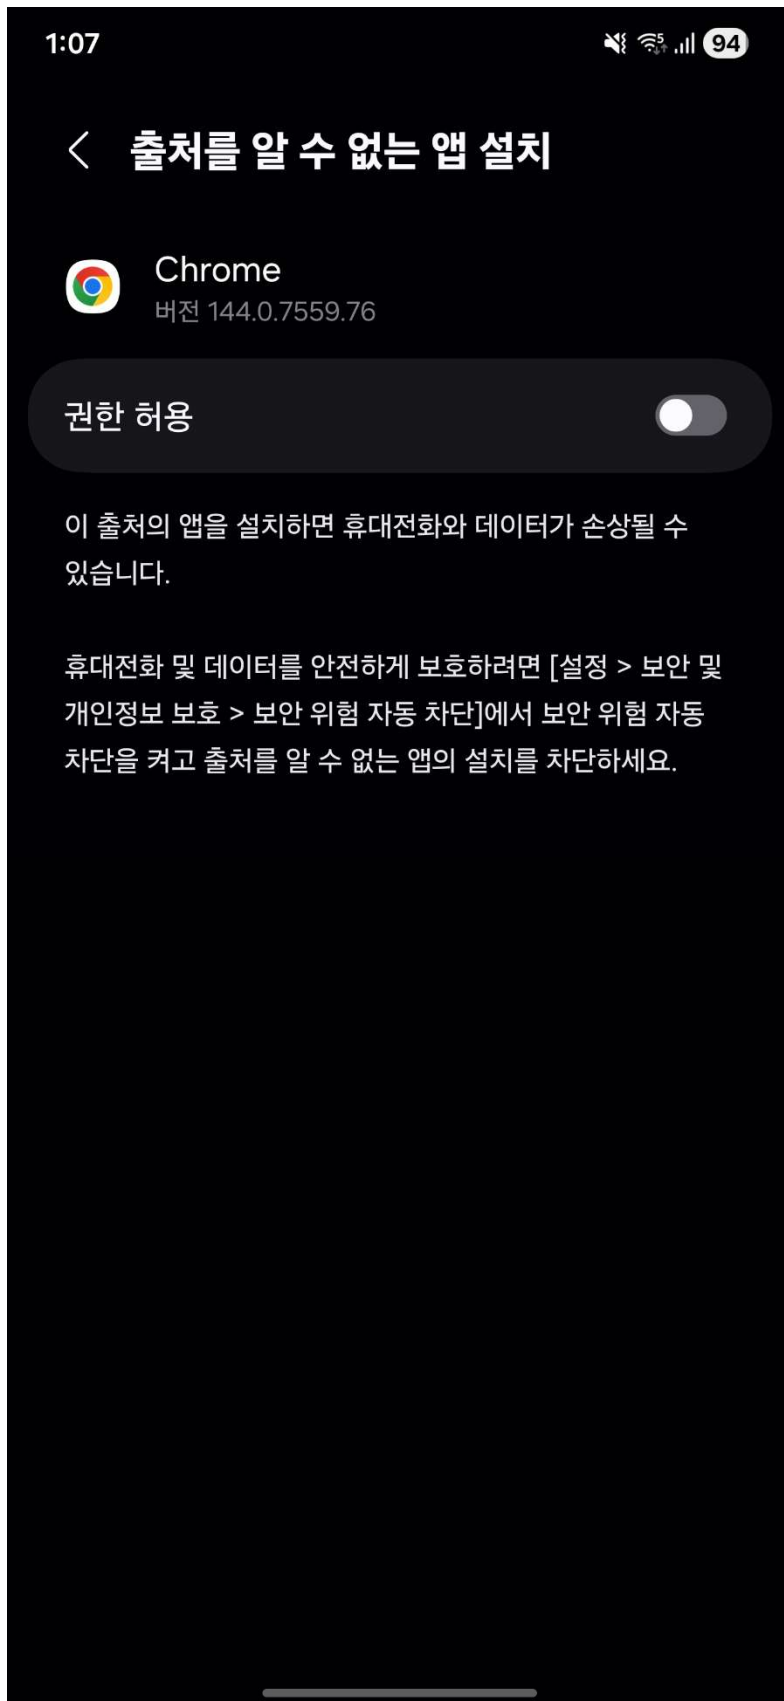 1:07
5
94
출처를 알 수 없는 앱 설치
Chrome
버전 144.0.7559.76
권한 허용
이 출처의 앱을 설치하면 휴대전화와 데이터가 손상될 수
있습니다.
휴대전화 및 데이터를 안전하게 보호하려면 [설정 > 보안 및
개인정보 보호 > 보안 위험 자동 차단]에서 보안 위험 자동
차단을 켜고 출처를 알 수 없는 앱의 설치를 차단하세요.